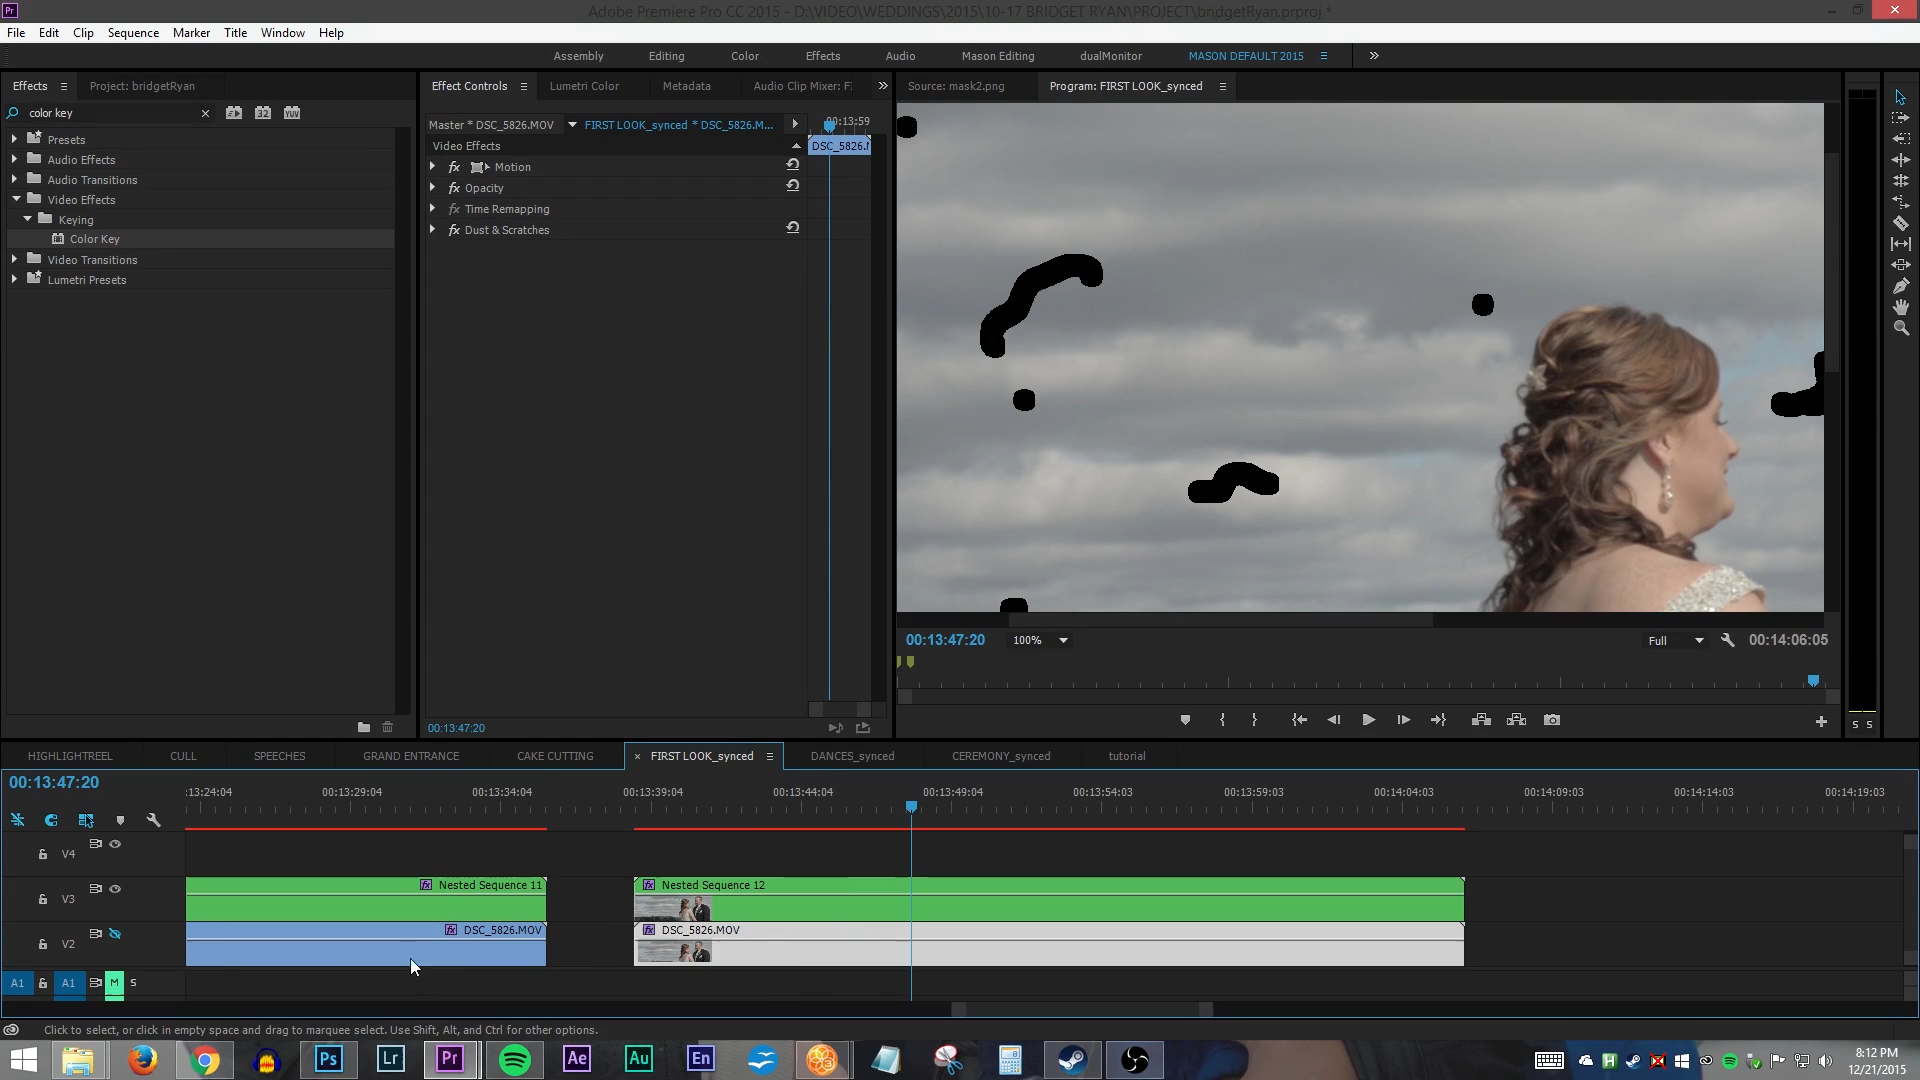 Pr
Adobe Premiere Pro CC 2015 - D:\VIDEO\WEDDINGS\2015\10-17 BRIDGET RYAN\PROJECT\bridgetRyan.prproj *
File Edit Clip Sequence Marker Title Window Help
Assembly Editing Color Effects Audio Mason Editing dualMonitor MASON DEFAULT 2015
Effects Project: bridgetRyan
color key
32 YUV
Presets
Audio Effects
Audio Transitions
Video Effects
Keying
Color Key
Video Transitions
Lumetri Presets
Effect Controls Lumetri Color Metadata Audio Clip Mixer: F
Master * DSC_5826.MOV FIRST LOOK_synced * DSC_5826.M... 00:13:59
Video Effects DSC_5826.
fx Motion
fx Opacity
fx Time Remapping
fx Dust & Scratches
00:13:47:20
Source: mask2.png Program: FIRST LOOK_synced
00:13:47:20 100% Full 00:14:06:05
S S
HIGHLIGHTREEL CULL SPEECHES GRAND ENTRANCE CAKE CUTTING × FIRST LOOK_synced DANCES_synced CEREMONY_synced tutorial
00:13:47:20
:13:24:04 00:13:29:04 00:13:34:04 00:13:39:04 00:13:44:04 00:13:49:04 00:13:54:03 00:13:59:03 00:14:04:03 00:14:09:03 00:14:14:03 00:14:19:03
V4
V3 fx Nested Sequence 11 fx Nested Sequence 12
V2 fx DSC_5826.MOV fx DSC_5826.MOV
A1 A1 M S
Click to select, or click in empty space and drag to marquee select. Use Shift, Alt, and Ctrl for other options.
Ps Lr Pr Ae Au En
8:12 PM
12/21/2015